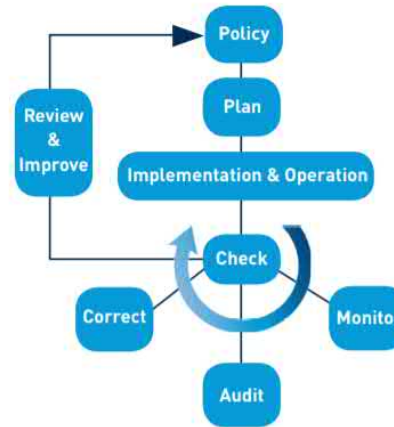 Policy
Plan
Review
&
Improve
Implementation & Operation
Check
Correct
Monito
Audit